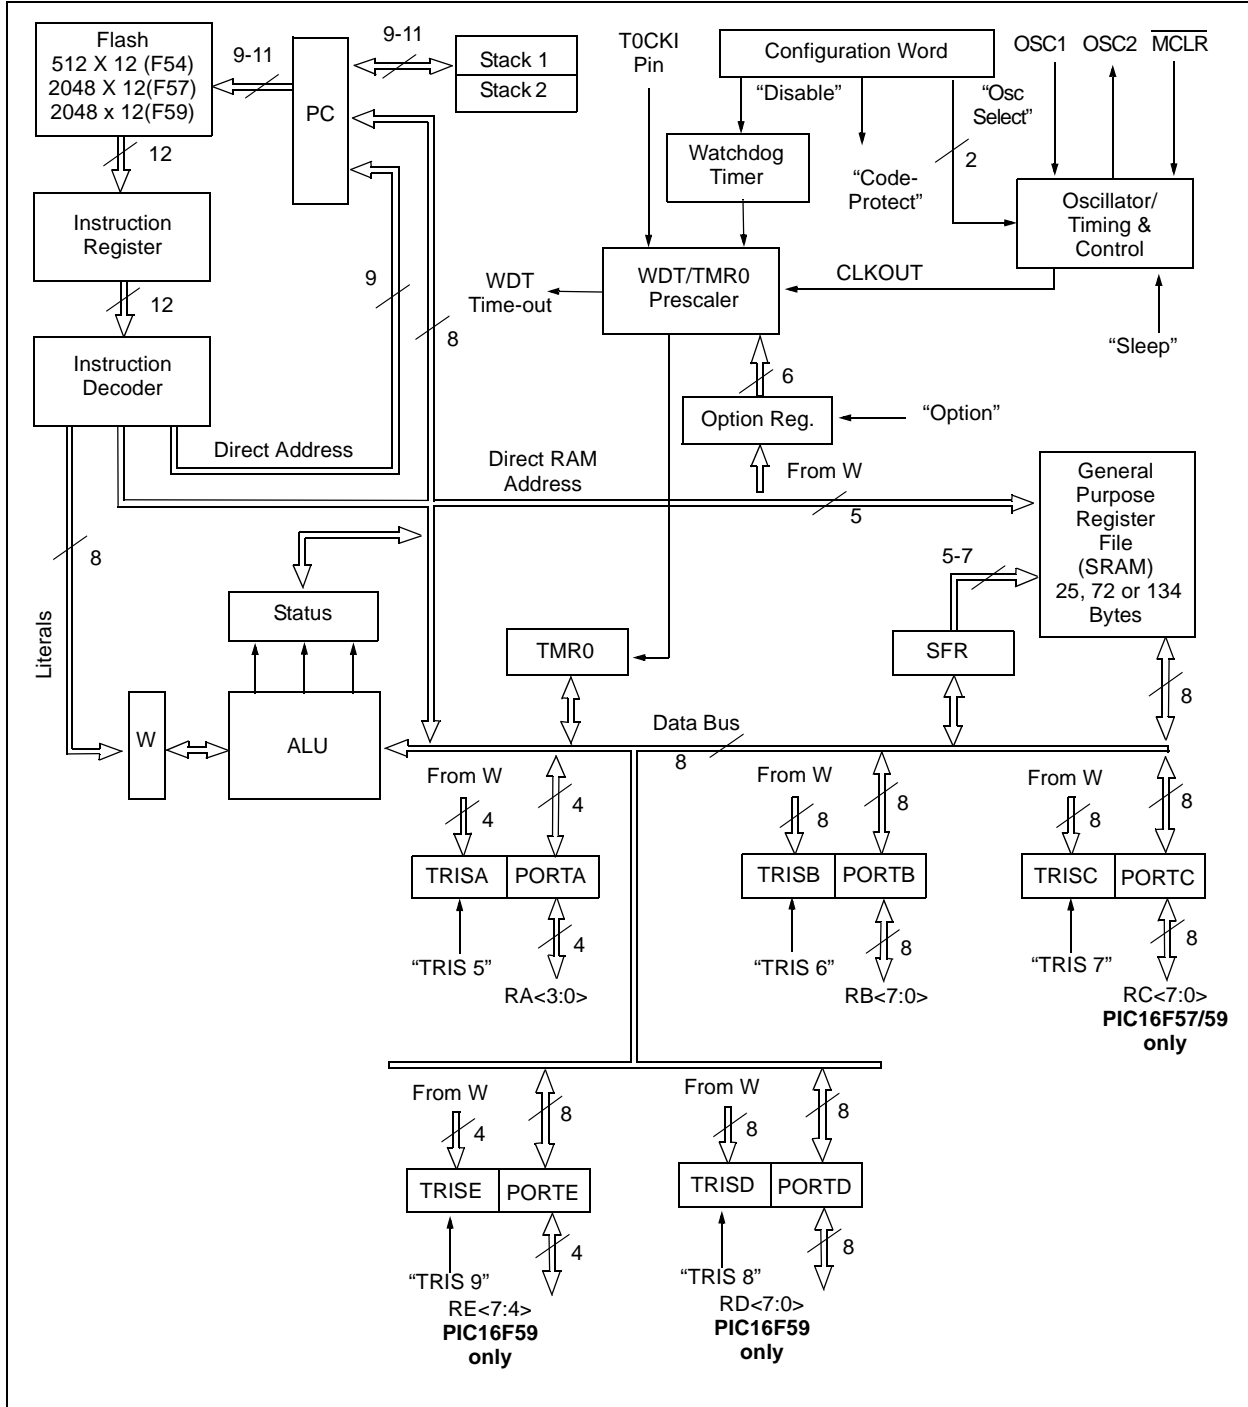 Flash
512 X 12 (F54)
2048 X 12(F57)
2048 x 12(F59)
9-11
PC
9-11
Stack 1
Stack 2
T0CKI
Pin
Configuration Word
OSC1
OSC2
MCLR
“Disable”
“Osc
Select”
2
12
Watchdog
Timer
“Code-
Protect”
Oscillator/
Timing &
Control
Instruction
Register
9
8
WDT
Time-out
WDT/TMR0
Prescaler
CLKOUT
12
“Sleep”
Instruction
Decoder
6
Option Reg.
“Option”
Direct Address
Direct RAM
Address
From W
5
General
Purpose
Register
File
(SRAM)
25, 72 or 134
Bytes
8
5-7
Literals
Status
TMR0
SFR
8
W
ALU
Data Bus
8
From W
4
4
From W
8
8
From W
8
8
TRISA
PORTA
TRISB
PORTB
TRISC
PORTC
4
8
8
“TRIS 5”
“TRIS 6”
“TRIS 7”
RA<3:0>
RB<7:0>
RC<7:0>
PIC16F57/59
only
From W
4
8
From W
8
8
TRISE
PORTE
TRISD
PORTD
4
8
“TRIS 9”
“TRIS 8”
RE<7:4>
PIC16F59
only
RD<7:0>
PIC16F59
only